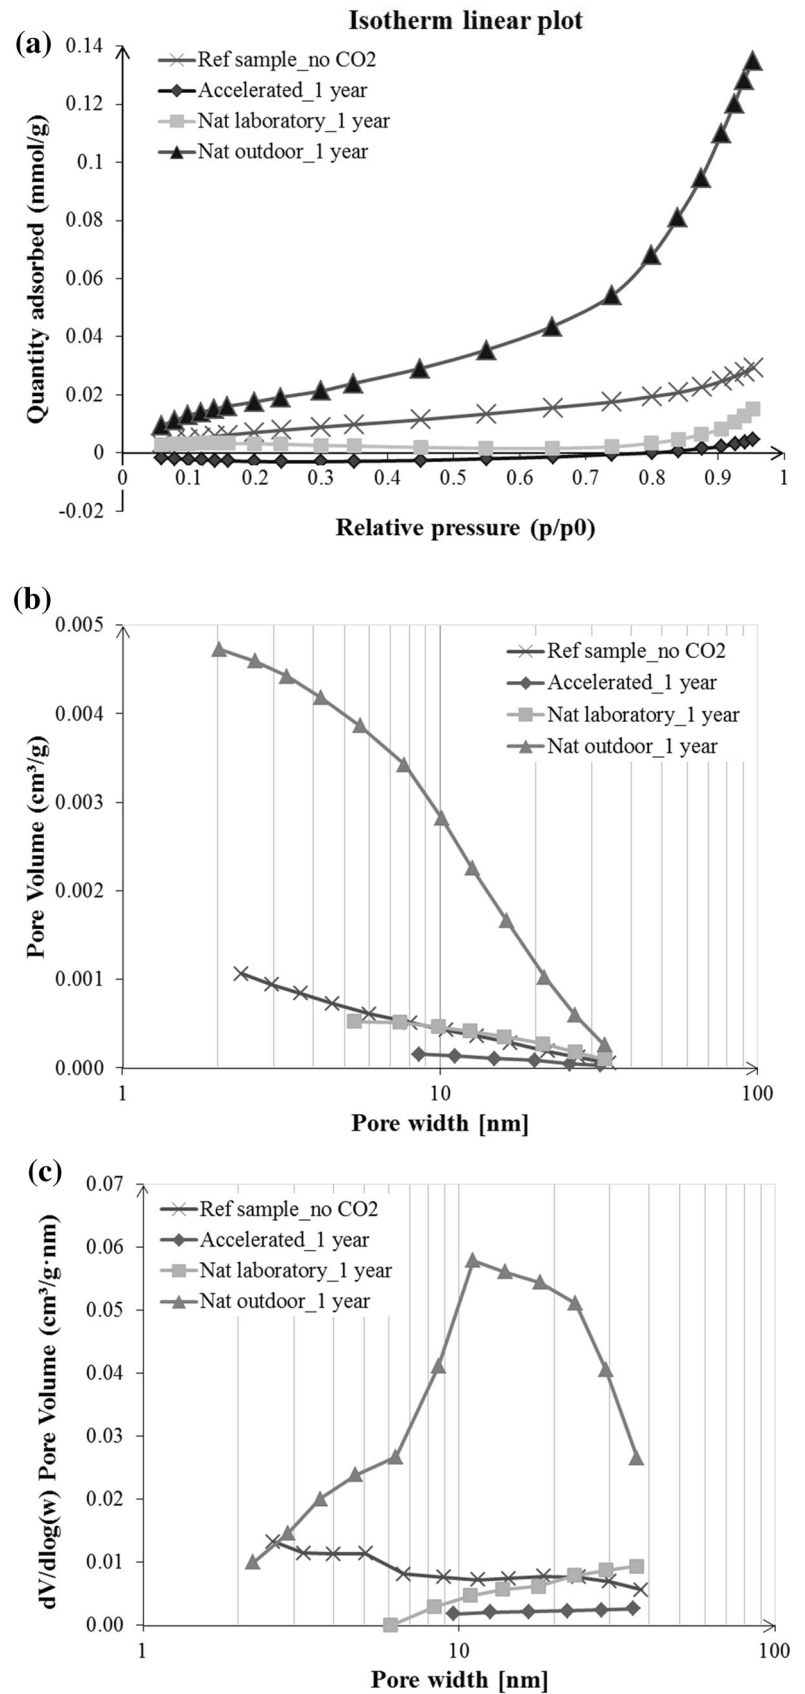 (a)
Isotherm linear plot
0.14
0.12
0.1
0.08
0.06
0.04
0.02
0
-0.02
Quantity adsorbed (mmol/g)
Ref sample_no CO2
Accelerated_1 year
Nat laboratory_1 year
Nat outdoor_1 year
0 0.1 0.2 0.3 0.4 0.5 0.6 0.7 0.8 0.9 1
Relative pressure (p/p0)
(b)
0.005
0.004
0.003
0.002
0.001
0.000
Pore Volume (cm³/g)
Ref sample_no CO2
Accelerated_1 year
Nat laboratory_1 year
Nat outdoor_1 year
1 10 100
Pore width [nm]
(c)
0.07
0.06
0.05
0.04
0.03
0.02
0.01
0.00
dV/dlog(w) Pore Volume (cm³/g·nm)
Ref sample_no CO2
Accelerated_1 year
Nat laboratory_1 year
Nat outdoor_1 year
1 10 100
Pore width [nm]